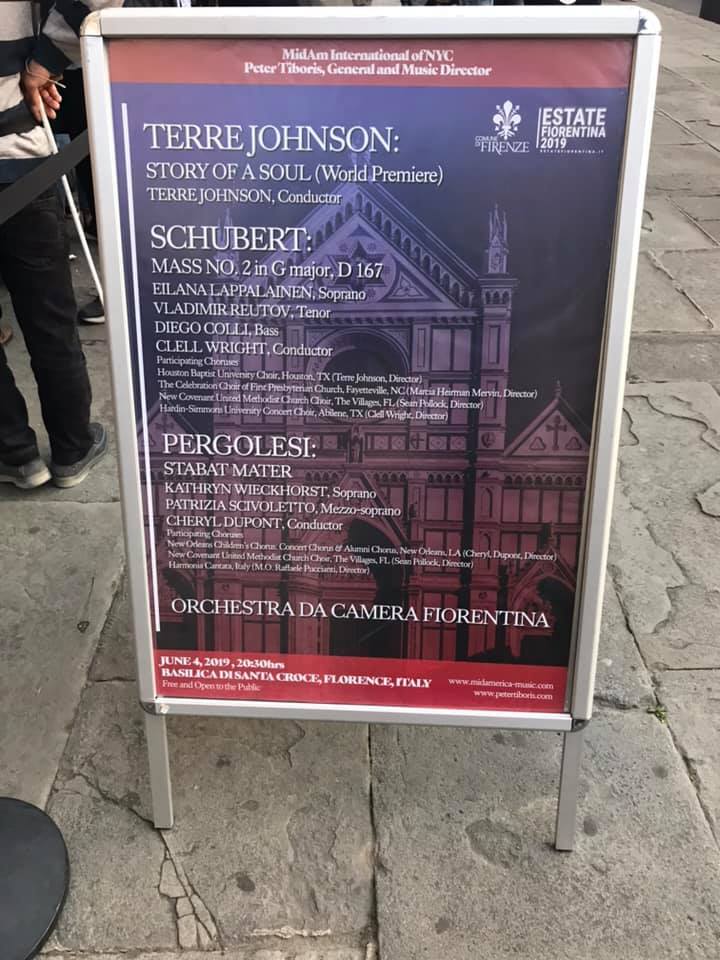 MidAm International of NYC
Peter Tiboris, General and Music Director
COMUNE DI FIRENZE
ESTATE
FIORENTINA
2019
ESTATEFIORENTINA.IT
TERRE JOHNSON:
STORY OF A SOUL (World Premiere)
TERRE JOHNSON, Conductor
SCHUBERT:
MASS NO. 2 in G major, D 167
EILANA LAPPALAINEN, Soprano
VLADIMIR REUTOV, Tenor
DIEGO COLLI, Bass
CLELL WRIGHT, Conductor
Participating Choruses
Houston Baptist University Choir, Houston, TX (Terre Johnson, Director)
The Celebration Choir of First Presbyterian Church, Fayetteville, NC (Marcia Heirman Mervin, Director)
New Covenant United Methodist Church Choir, The Villages, FL (Sean Pollock, Director)
Hardin-Simmons University Concert Choir, Abilene, TX (Clell Wright, Director)
PERGOLESI:
STABAT MATER
KATHRYN WIECKHORST, Soprano
PATRIZIA SCIVOLETTO, Mezzo-soprano
CHERYL DUPONT, Conductor
Participating Choruses
New Orleans Children's Chorus: Concert Chorus & Alumni Chorus, New Orleans, LA (Cheryl Dupont, Director)
New Covenant United Methodist Church Choir, The Villages, FL (Sean Pollock, Director)
Harmonia Cantata, Italy (M.O. Raffaele Puccianti, Director)
ORCHESTRA DA CAMERA FIORENTINA
JUNE 4, 2019 , 20:30hrs
BASILICA DI SANTA CROCE, FLORENCE, ITALY
Free and Open to the Public
www.midamerica-music.com
www.petertiboris.com